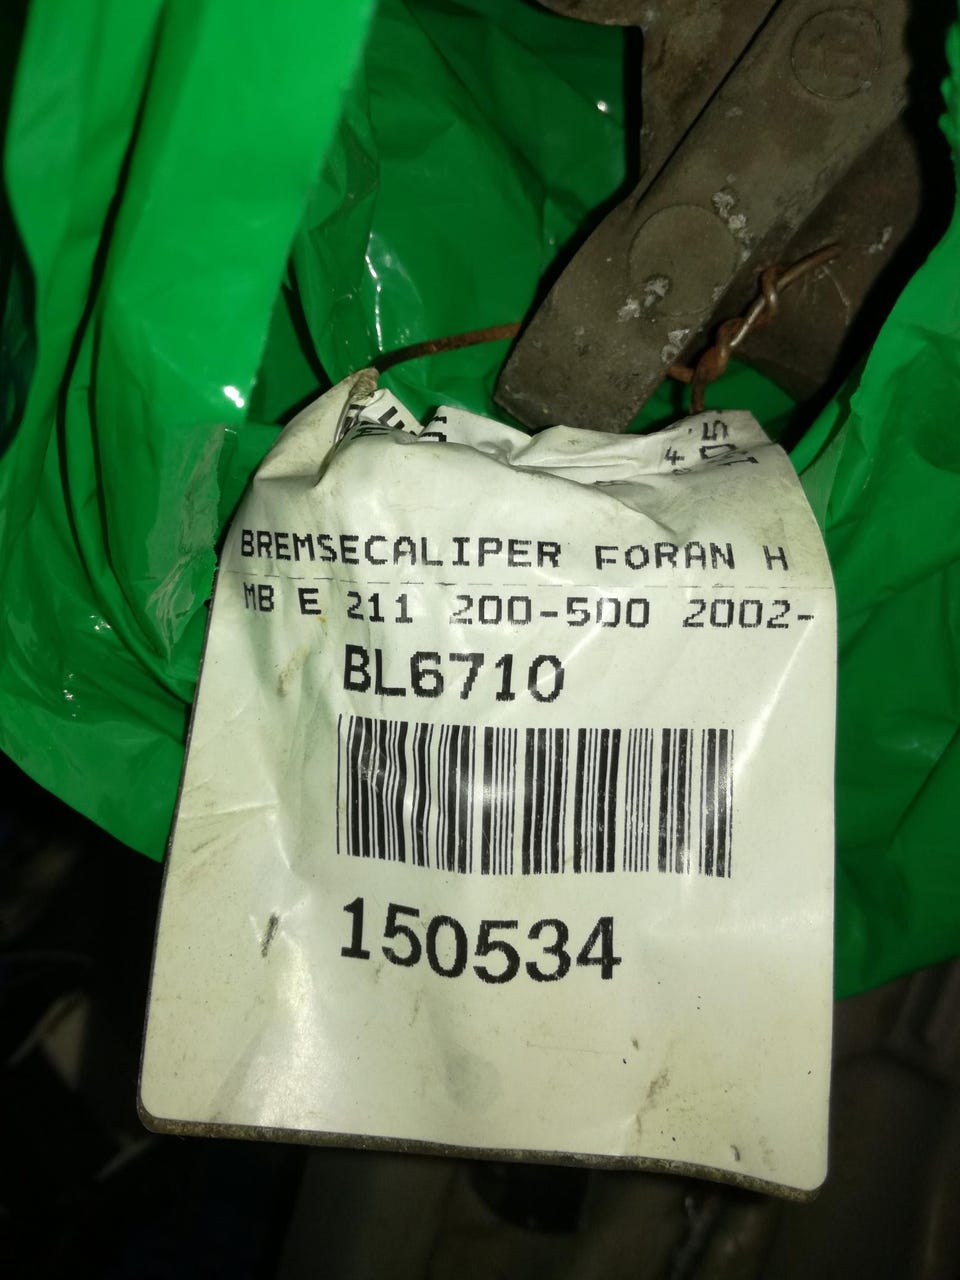 BREMSECALIPER FORAN H
MB E 211 200-500 2002-
BL6710
150534